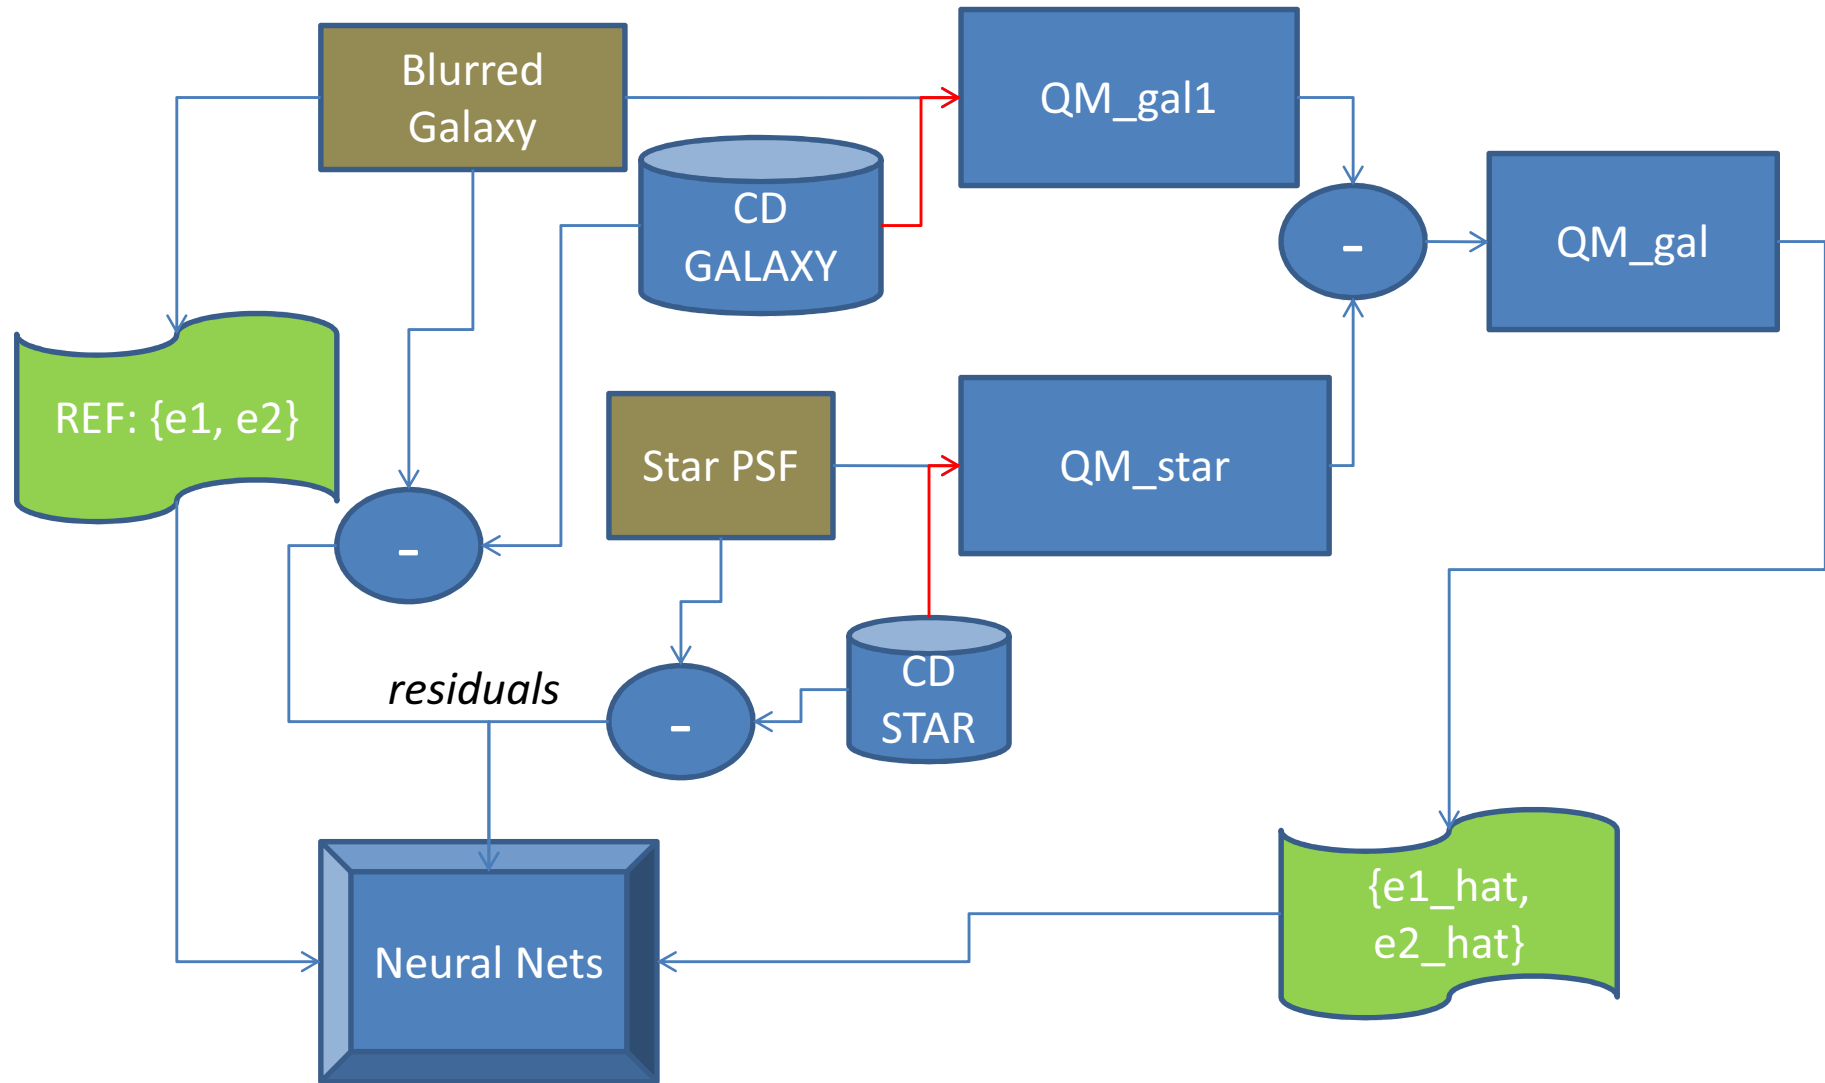 Blurred
Galaxy
QM_gal1
CD
GALAXY
-
QM_gal
REF: {e1, e2}
Star PSF
QM_star
-
residuals
-
CD
STAR
{e1_hat,
e2_hat}
Neural Nets